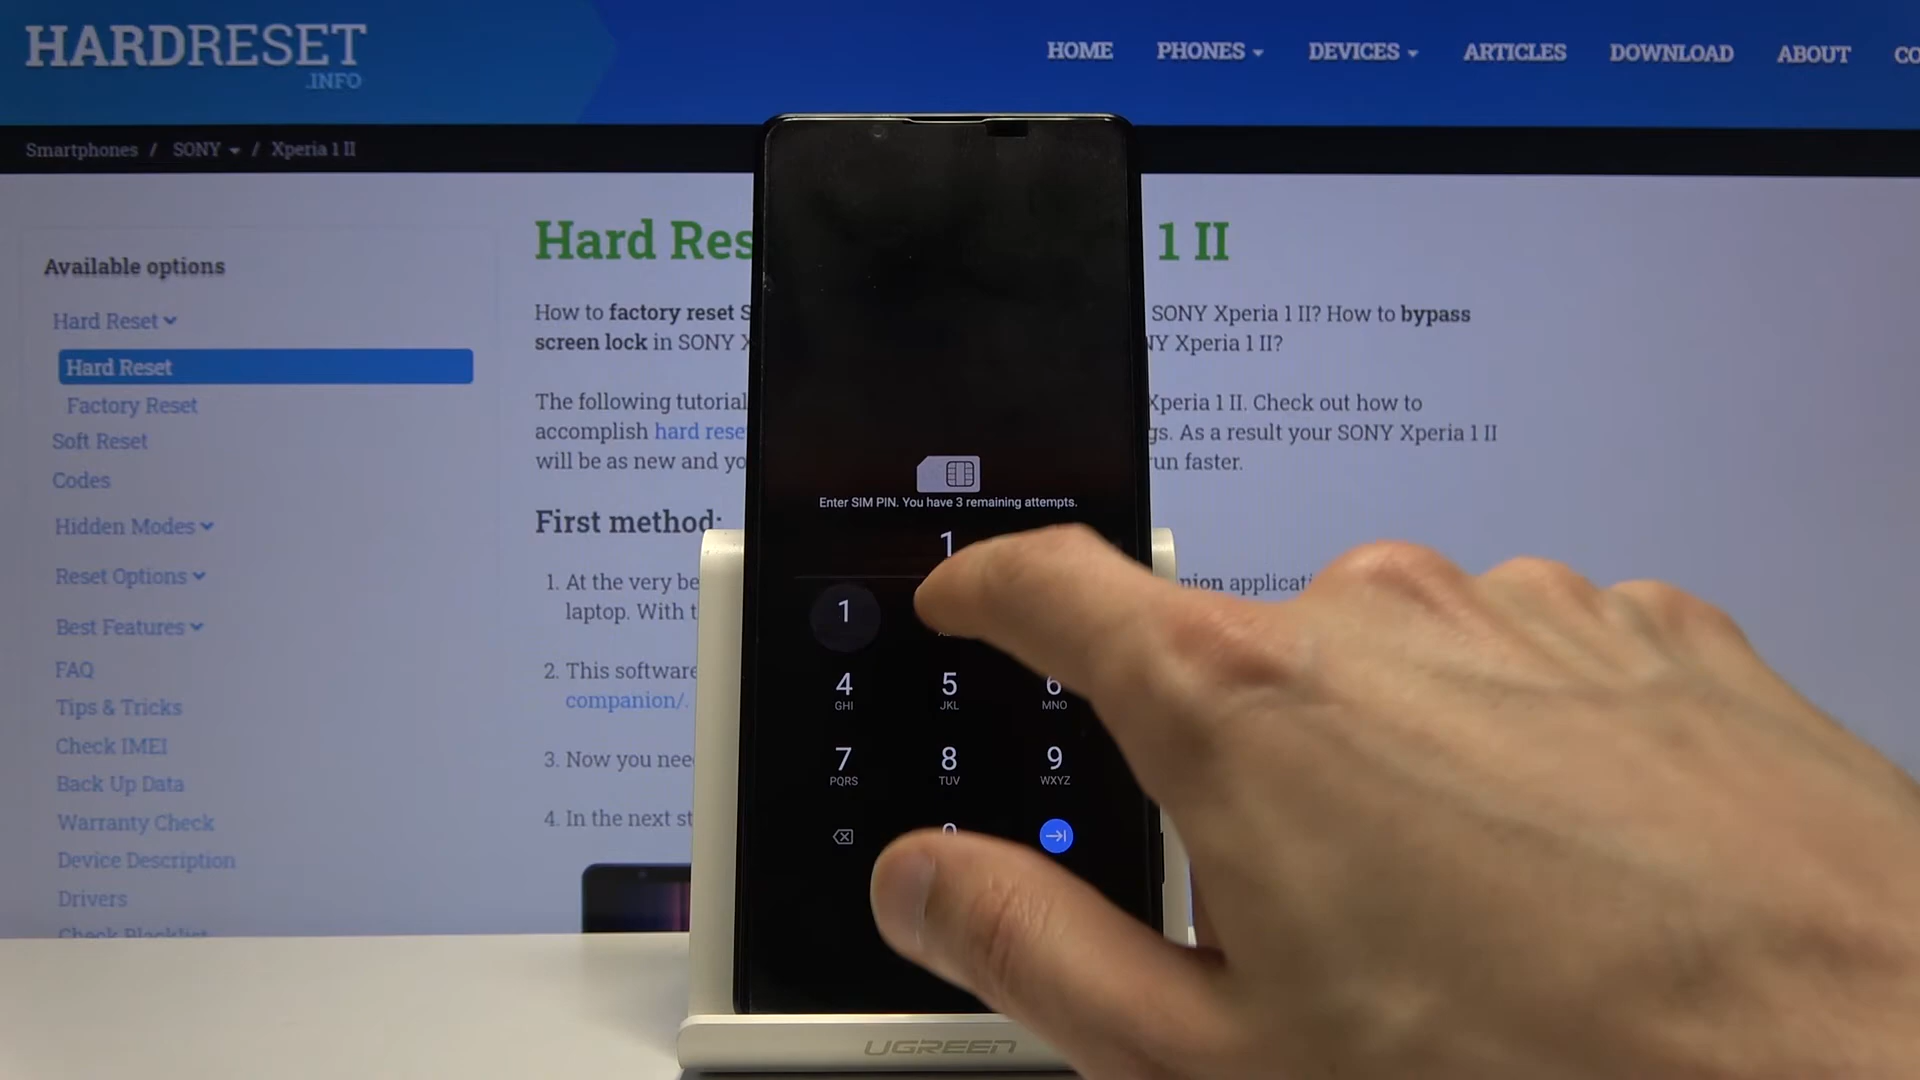 HARDRESET
.INFO
HOME PHONES DEVICES ARTICLES DOWNLOAD ABOUT
Smartphones / SONY / Xperia 1 II
Available options
Hard Reset
Hard Reset
Factory Reset
Soft Reset
Codes
Hidden Modes
Reset Options
Best Features
FAQ
Tips & Tricks
Check IMEI
Back Up Data
Warranty Check
Device Description
Drivers
Check Blacklist
Hard Res 1 II
How to factory reset S SONY Xperia 1 II? How to bypass
screen lock in SONY X Xperia 1 II?
The following tutorial Xperia 1 II. Check out how to
accomplish hard rese gs. As a result your SONY Xperia 1 II
will be as new and yo run faster.
First method:
1. At the very be nion applicati
laptop. With t
2. This software
companion/.
3. Now you nee
4. In the next st
Enter SIM PIN. You have 3 remaining attempts.
1
1
4 5 6
GHI JKL MNO
7 8 9
PQRS TUV WXYZ
UGREEN